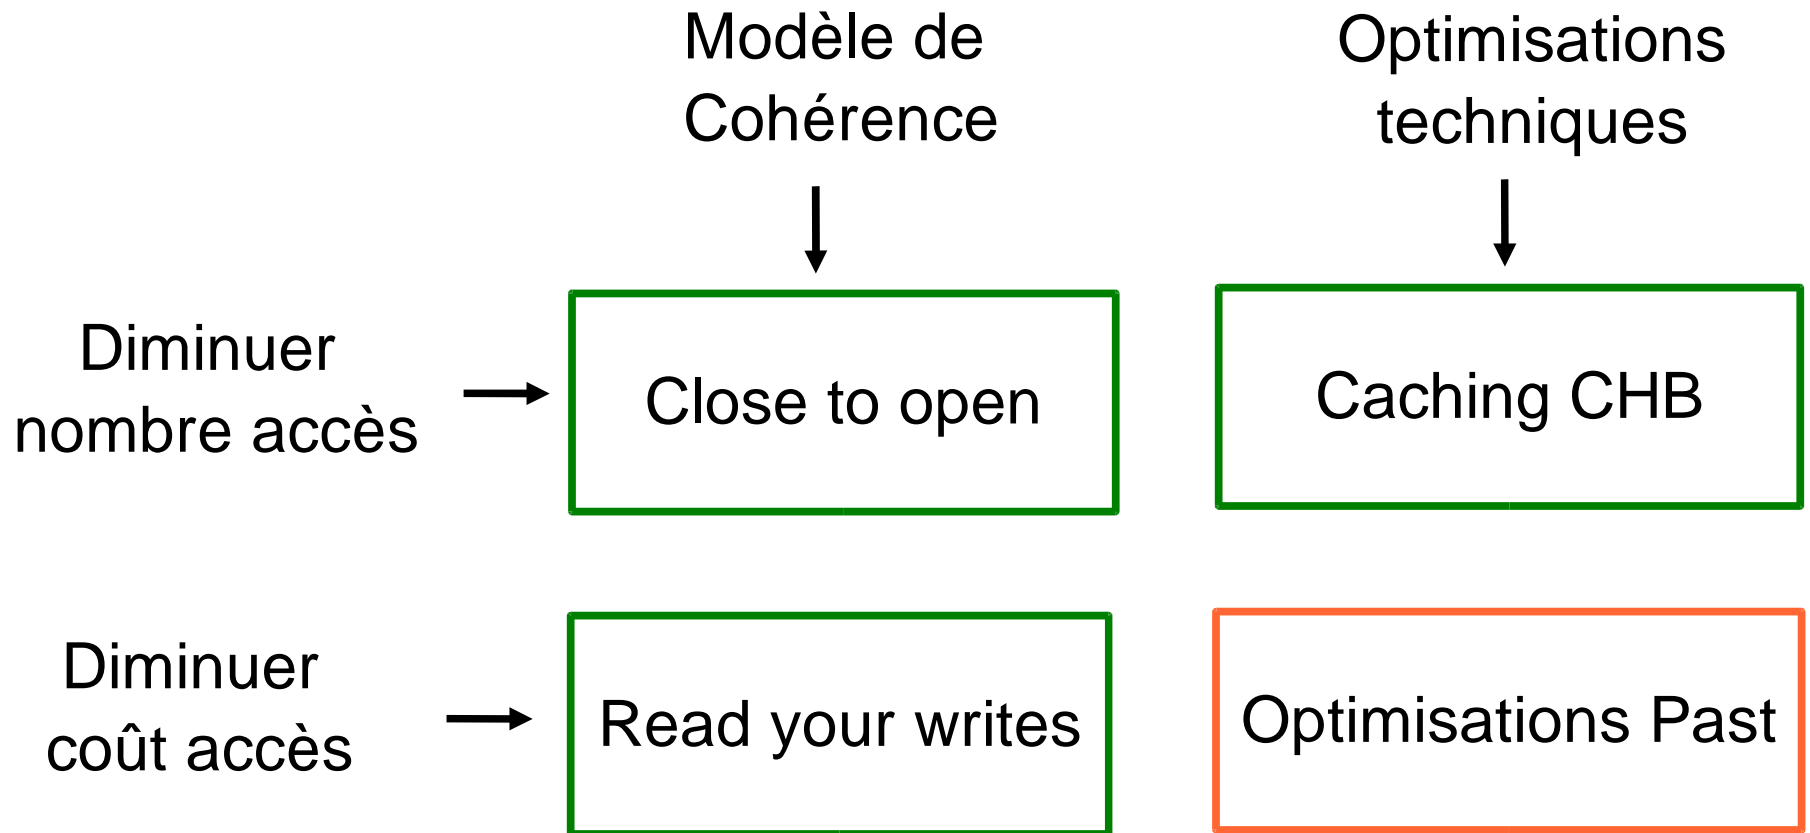 Modèle de
Cohérence
Optimisations
techniques
Diminuer
nombre accès
Close to open
Caching CHB
Diminuer
coût accès
Read your writes
Optimisations Past